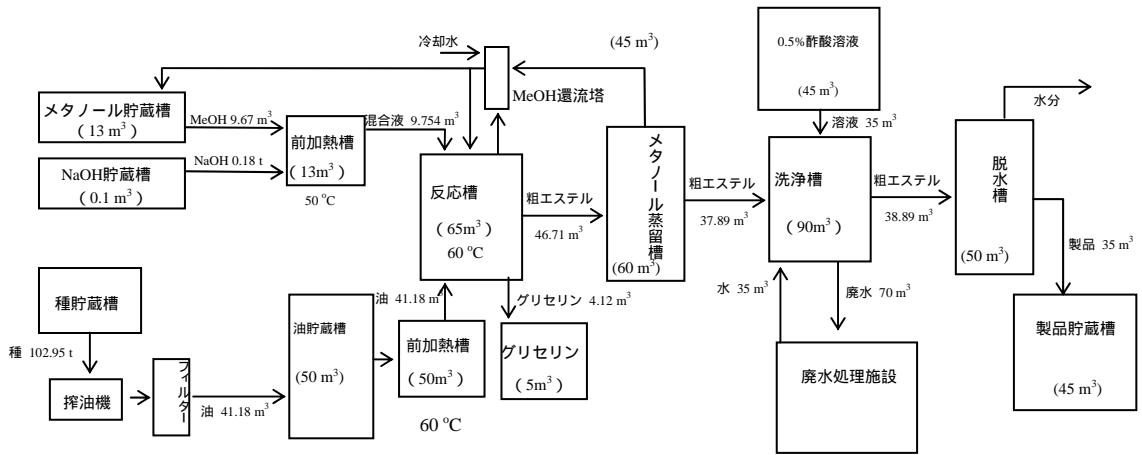 冷却水
(45 m³)
0.5%酢酸溶液
(45 m³)
MeOH還流塔
水分
メタノール貯蔵槽
(13 m³)
MeOH 9.67 m³
混合液 9.754 m³
溶液 35 m³
前加熱槽
(13m³)
50 °C
NaOH貯蔵槽
(0.1 m³)
NaOH 0.18 t
反応槽
(65m³)
60 °C
粗エステル
46.71 m³
メタノール蒸留槽
(60 m³)
粗エステル
37.89 m³
洗浄槽
(90m³)
粗エステル
38.89 m³
脱水槽
(50 m³)
製品 35 m³
種貯蔵槽
種 102.95 t
搾油機
フィルター
油 41.18 m³
油貯蔵槽
(50 m³)
油 41.18 m³
前加熱槽
(50m³)
60 °C
グリセリン 4.12 m³
グリセリン
(5m³)
水 35 m³
廃水 70 m³
廃水処理施設
製品貯蔵槽
(45 m³)